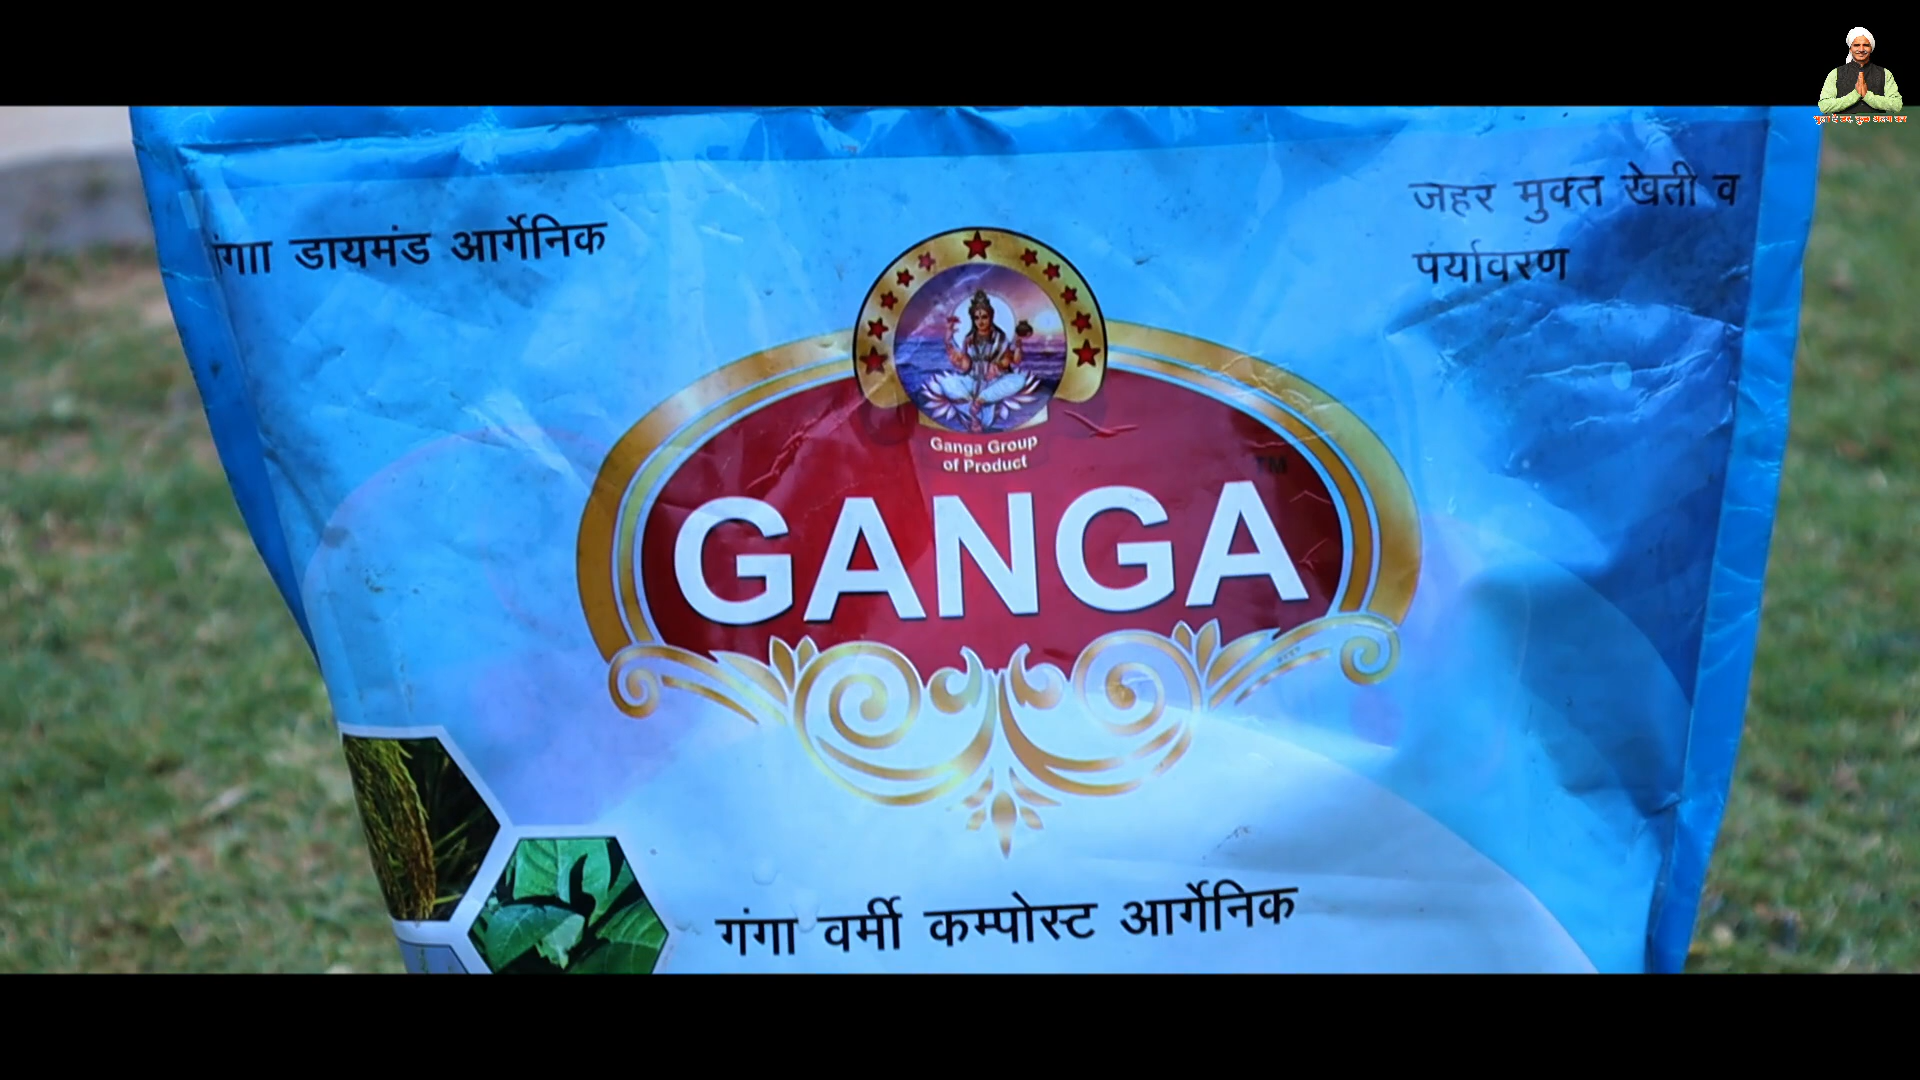 गंगाा डायमंड आर्गेनिक
जहर मुक्त खेती व
पर्यावरण
Ganga Group
of Product
TM
GANGA
गंगा वर्मी कम्पोस्ट आर्गेनिक